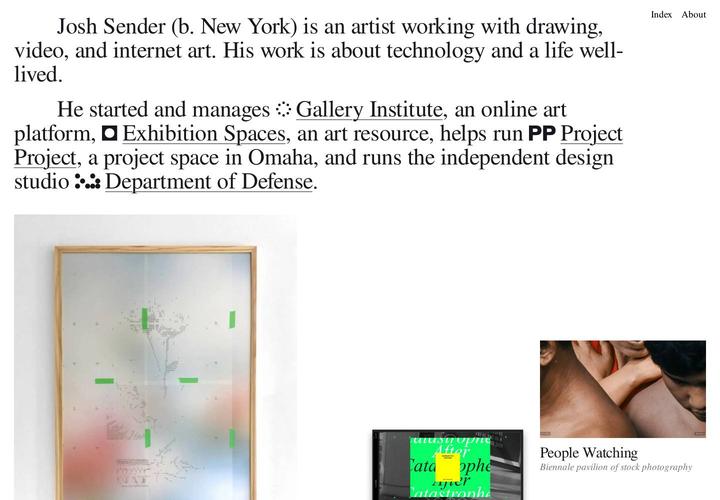 Index About
Josh Sender (b. New York) is an artist working with drawing,
video, and internet art. His work is about technology and a life well-
lived.
He started and manages Gallery Institute, an online art
platform, Exhibition Spaces, an art resource, helps run PP Project
Project, a project space in Omaha, and runs the independent design
studio Department of Defense.
After
Catastrophe
After
Catastrophe
People Watching
Biennale pavilion of stock photography